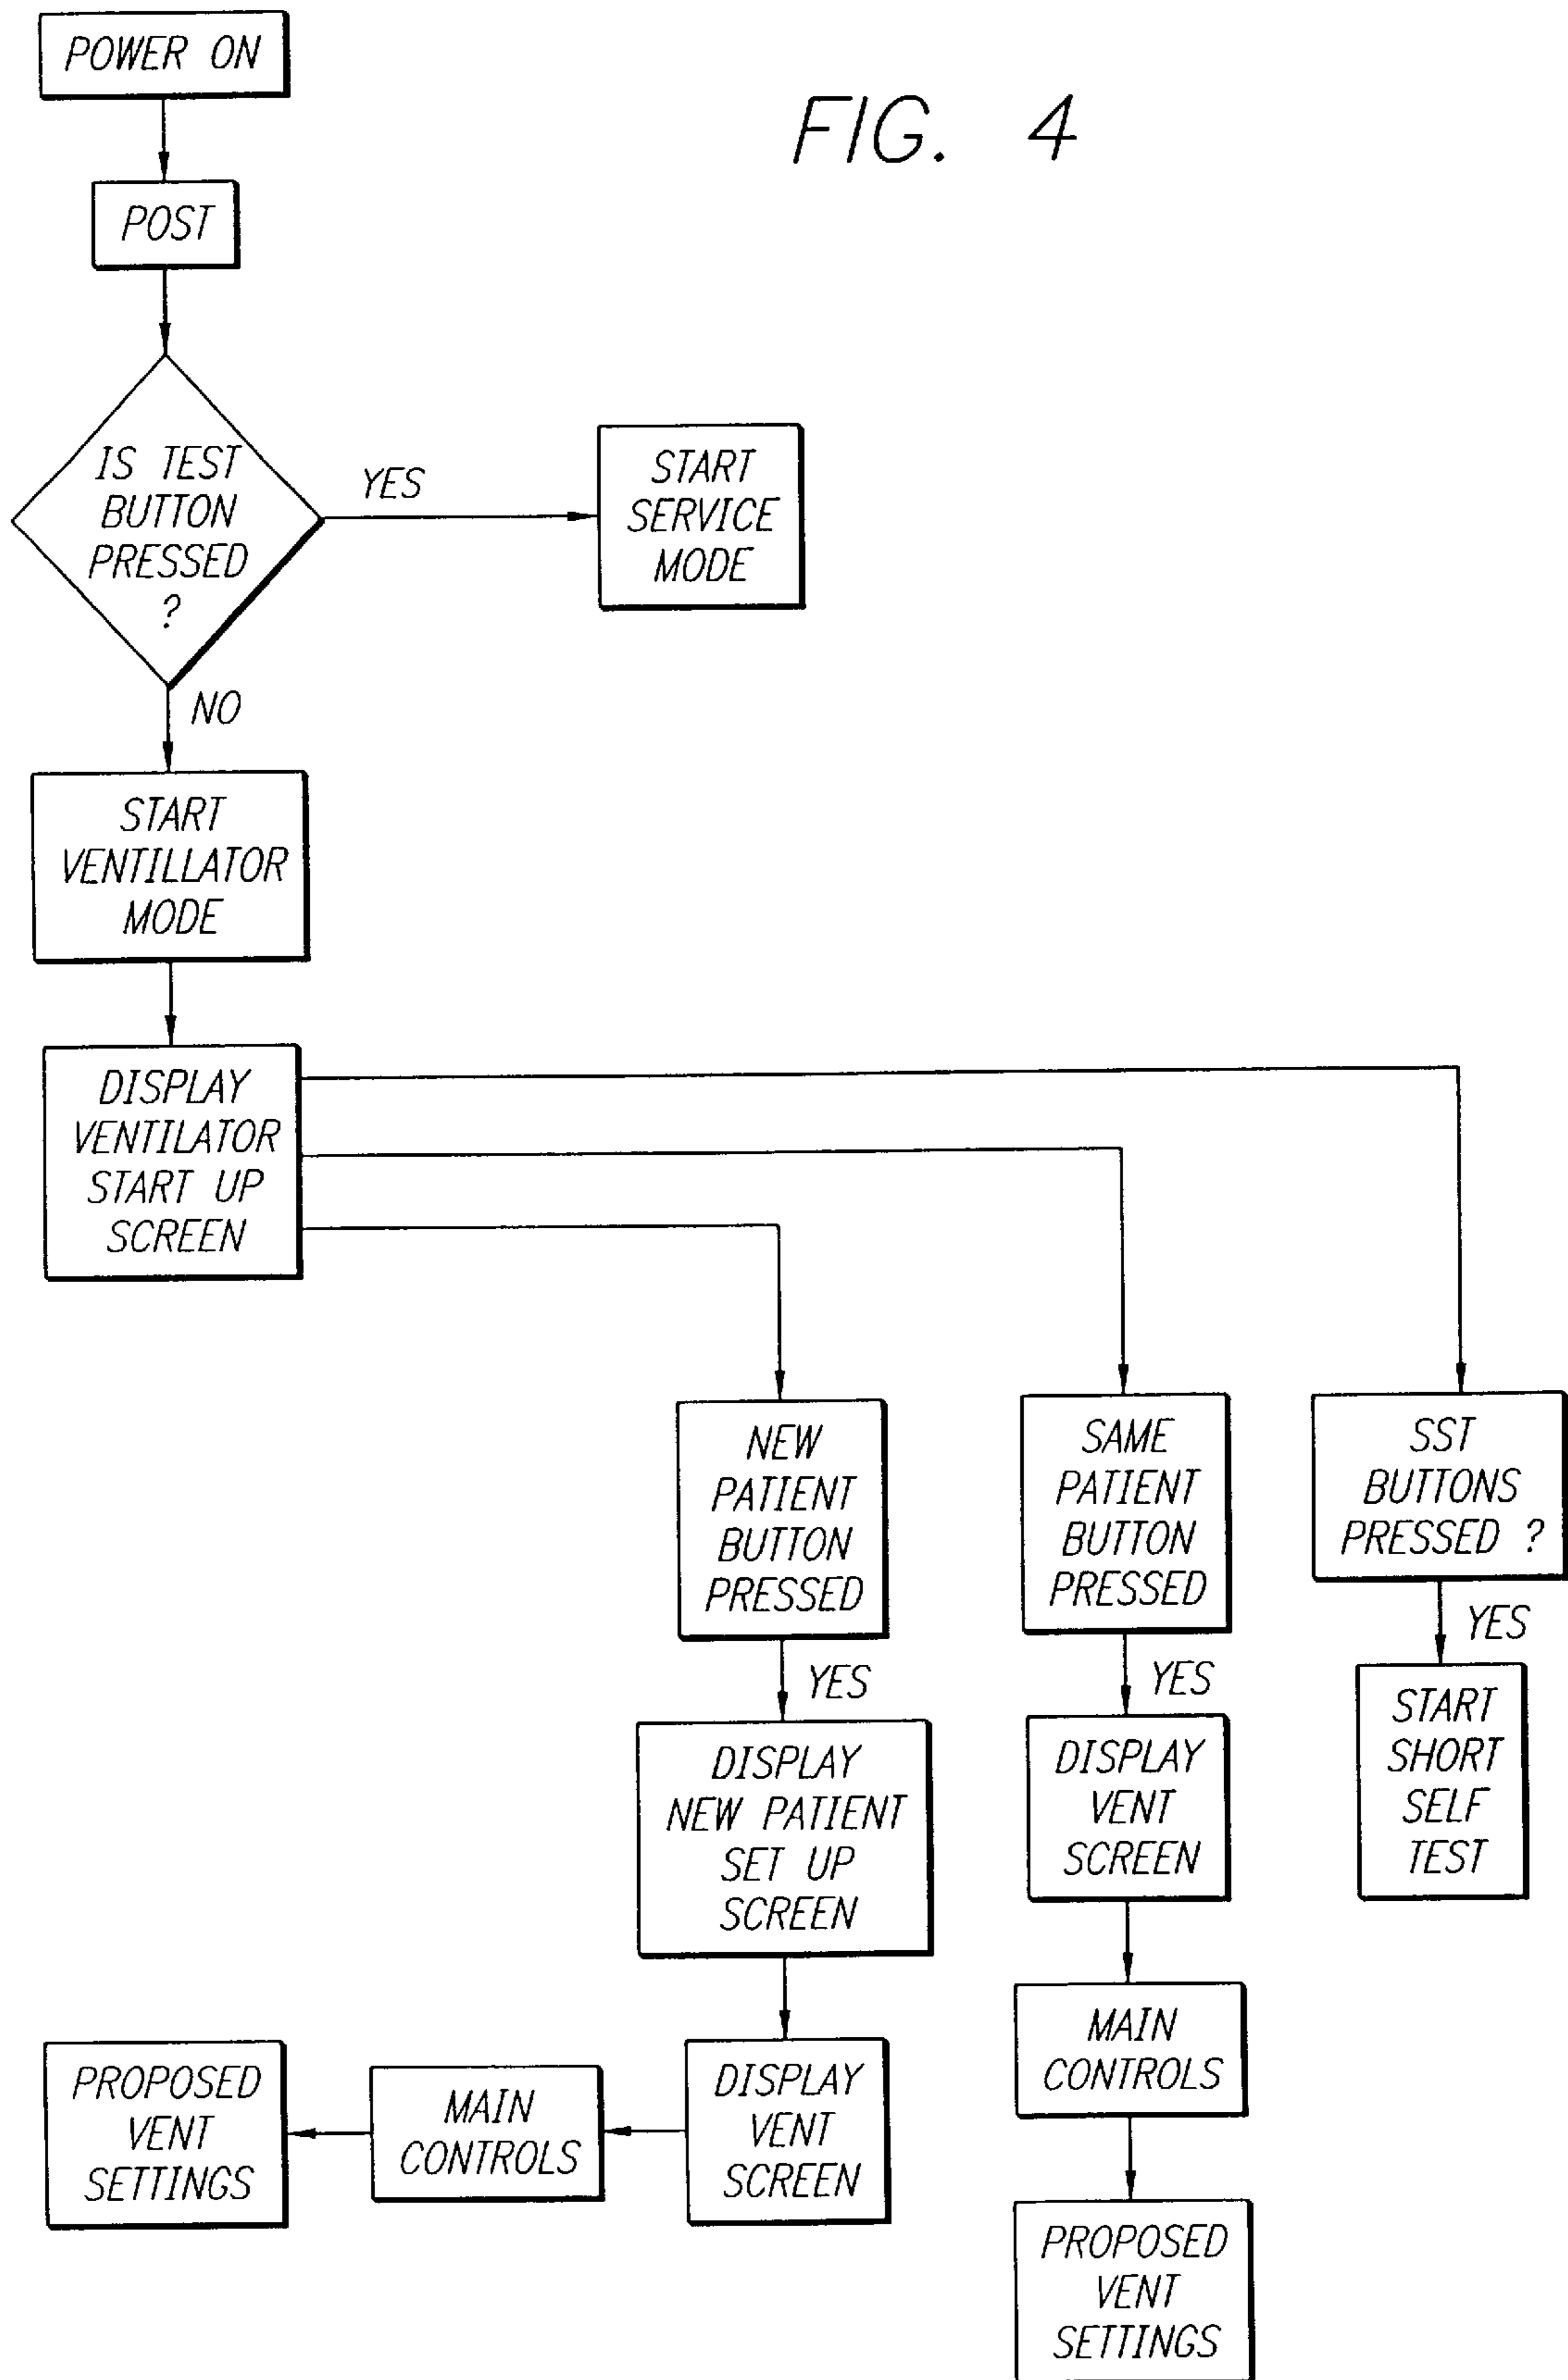 POWER ON
FIG. 4
POST
IS TEST
BUTTON
PRESSED
?
YES
START
SERVICE
MODE
NO
START
VENTILLATOR
MODE
DISPLAY
VENTILATOR
START UP
SCREEN
NEW
PATIENT
BUTTON
PRESSED
SAME
PATIENT
BUTTON
PRESSED
SST
BUTTONS
PRESSED ?
YES
YES
YES
DISPLAY
NEW PATIENT
SET UP
SCREEN
DISPLAY
VENT
SCREEN
START
SHORT
SELF
TEST
PROPOSED
VENT
SETTINGS
MAIN
CONTROLS
DISPLAY
VENT
SCREEN
MAIN
CONTROLS
PROPOSED
VENT
SETTINGS